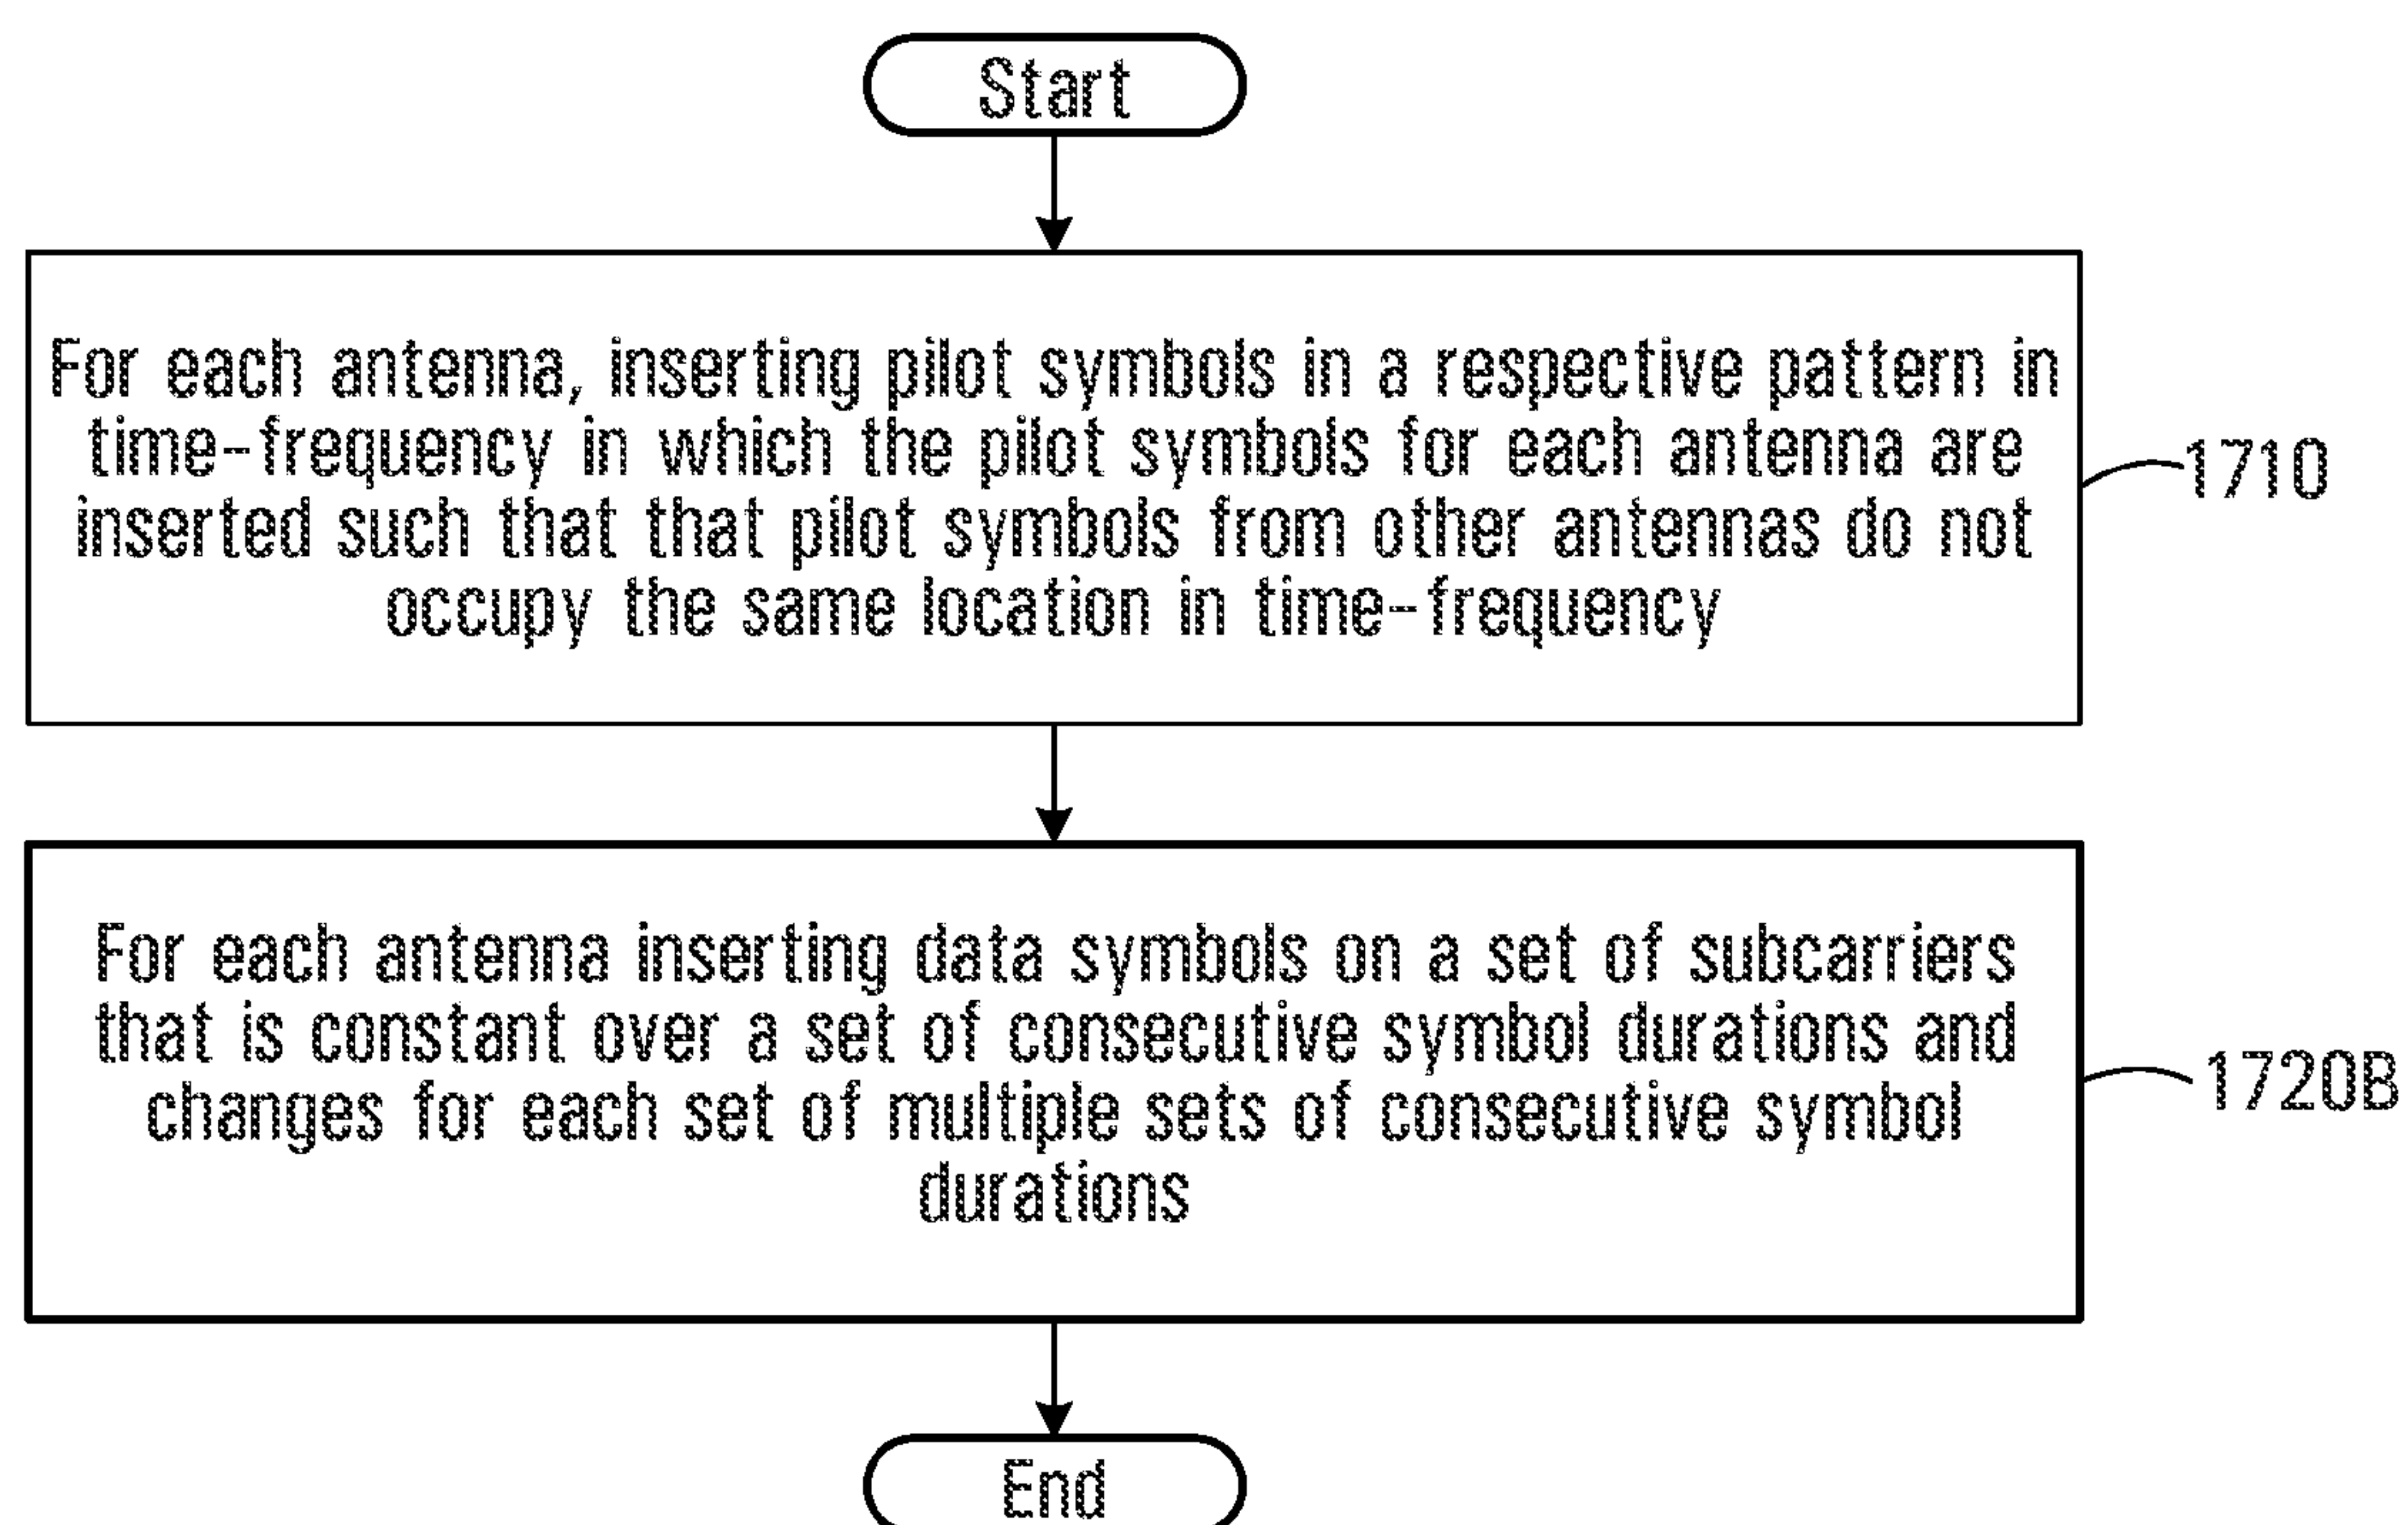 Start
For each antenna, inserting pilot symbols in a respective pattern in
time-frequency in which the pilot symbols for each antenna are
inserted such that that pilot symbols from other antennas do not
occupy the same location in time-frequency
1710
For each antenna inserting data symbols on a set of subcarriers
that is constant over a set of consecutive symbol durations and
changes for each set of multiple sets of consecutive symbol
durations
1720B
End